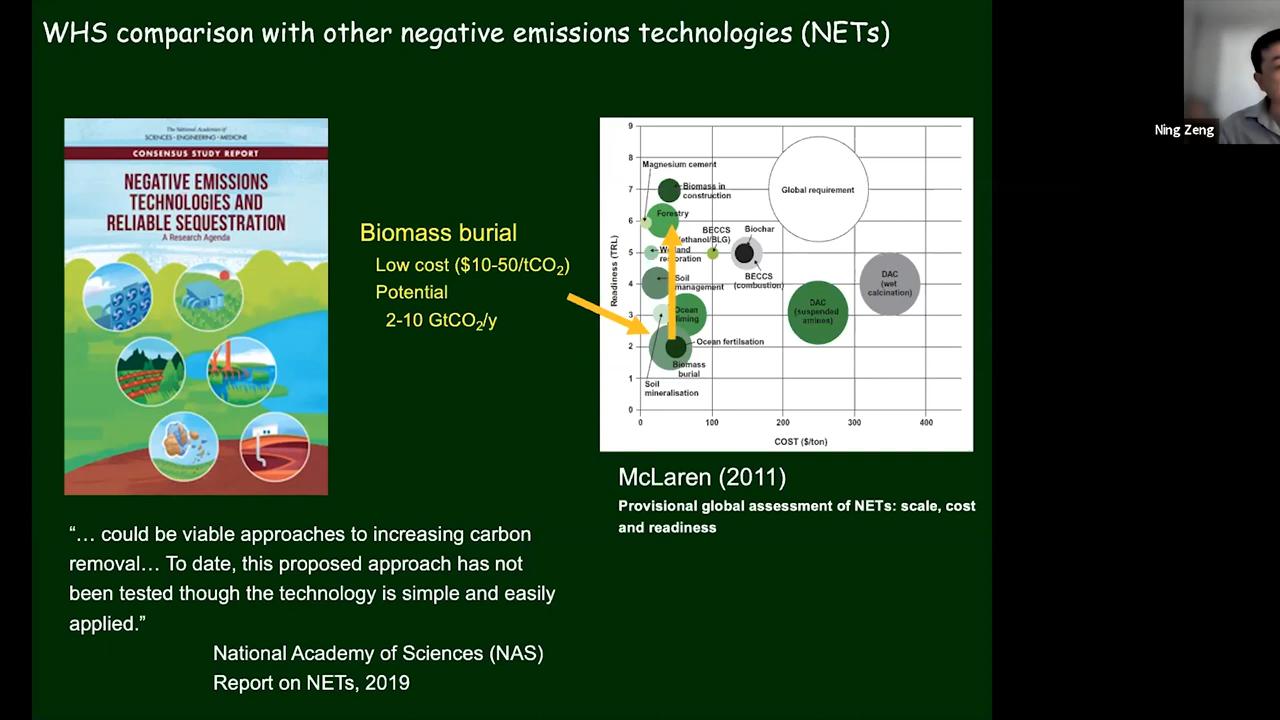 WHS comparison with other negative emissions technologies (NETs)
Ning Zeng
The National Academies of
SCIENCES • ENGINEERING • MEDICINE
CONSENSUS STUDY REPORT
NEGATIVE EMISSIONS
TECHNOLOGIES AND
RELIABLE SEQUESTRATION
A Research Agenda
Biomass burial
Low cost ($10-50/tCO₂)
Potential
2-10 GtCO₂/y
9
8
7
6
5
4
3
2
1
0
Readiness (TRL)
Magnesium cement
Biomass in
construction
Global requirement
Forestry
BECCS
(ethanol/BLG)
Biochar
Wetland
restoration
BECCS
(combustion)
Soil
management
DAC
(wet
calcination)
DAC
(suspended
amines)
Ocean
liming
Ocean fertilsation
Biomass
burial
Soil
mineralisation
0 100 200 300 400
COST ($/ton)
McLaren (2011)
Provisional global assessment of NETs: scale, cost
and readiness
“… could be viable approaches to increasing carbon
removal… To date, this proposed approach has not
been tested though the technology is simple and easily
applied.”
National Academy of Sciences (NAS)
Report on NETs, 2019